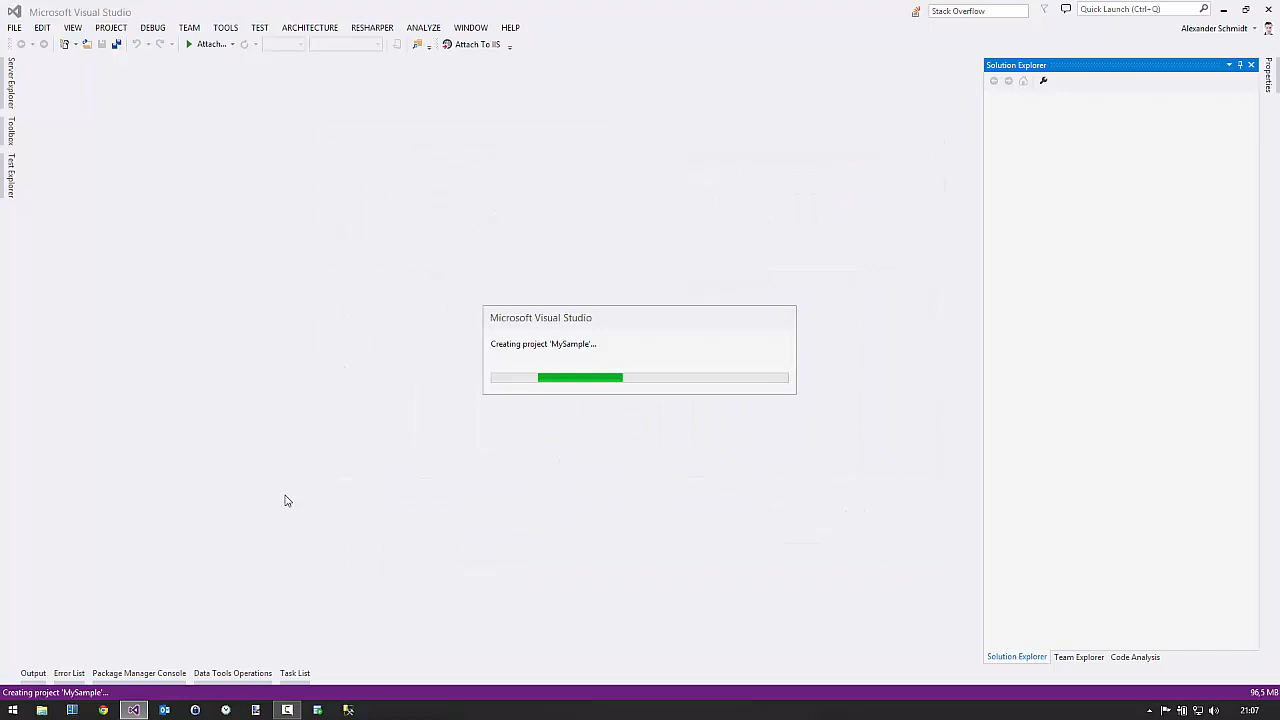 Microsoft Visual Studio
Stack Overflow
Quick Launch (Ctrl+Q)
FILE EDIT VIEW PROJECT DEBUG TEAM TOOLS TEST ARCHITECTURE RESHARPER ANALYZE WINDOW HELP
Alexander Schmidt
Attach...
Attach To IIS
Server Explorer
Toolbox
Test Explorer
Solution Explorer
Properties
Microsoft Visual Studio
Creating project 'MySample'...
Solution Explorer Team Explorer Code Analysis
Output Error List Package Manager Console Data Tools Operations Task List
Creating project 'MySample'...
96,5 MB
21:07